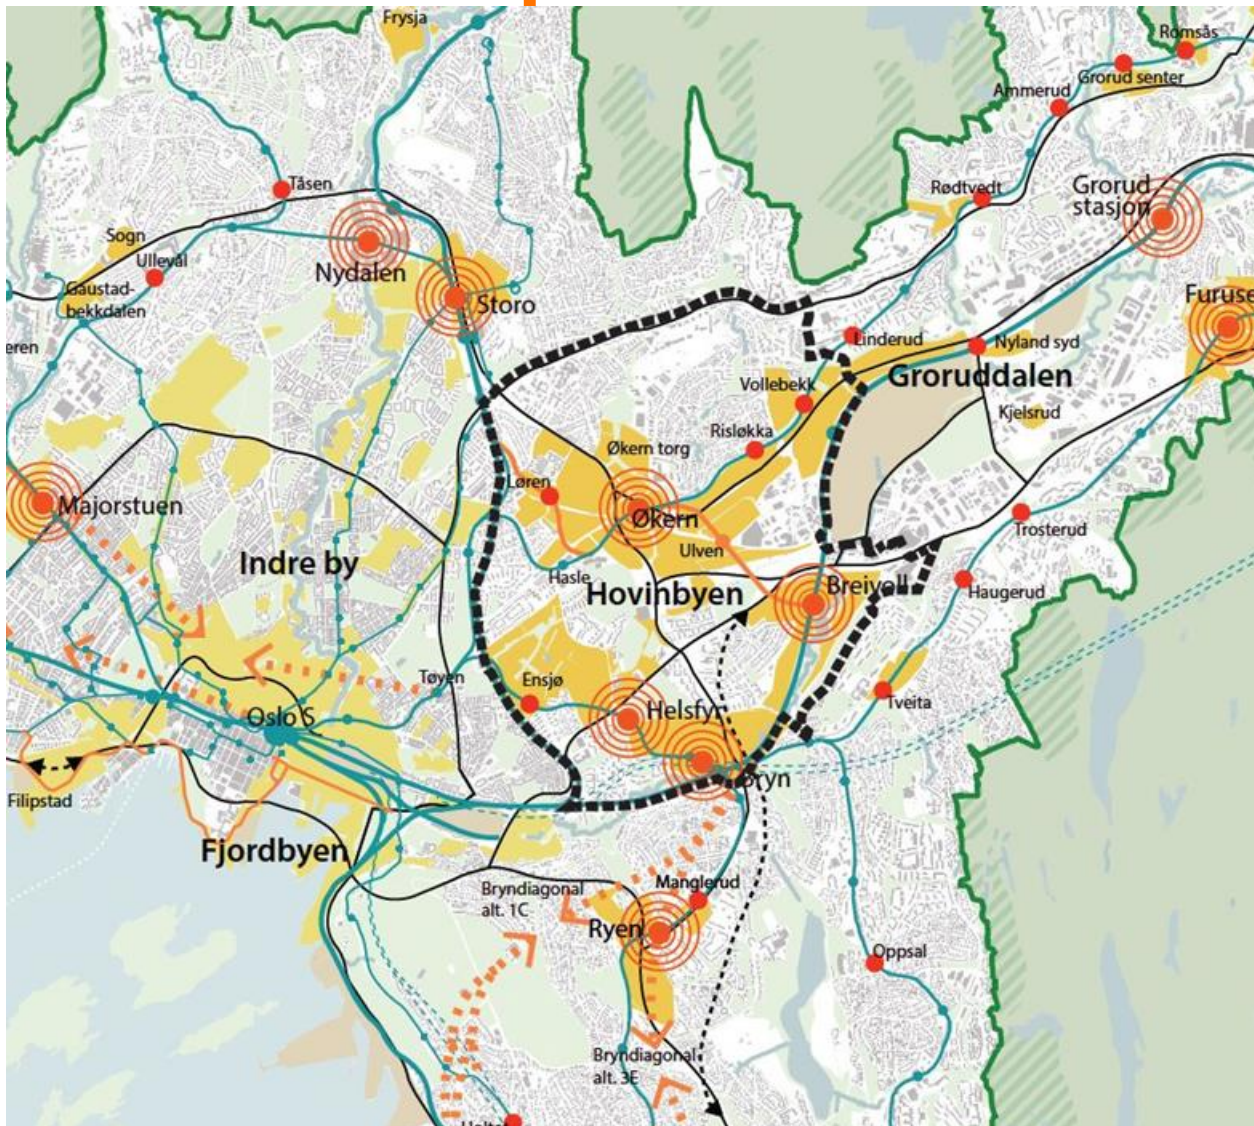 Frysja
Romsås
Grorud senter
Ammerud
Tåsen
Rødtvedt
Grorud
stasjon
Sogn
Ullevål
Nydalen
Gaustad-
bekkdalen
Storo
Furuse
eren
Linderud
Nyland syd
Groruddalen
Vollebekk
Kjelsrud
Risløkka
Økern torg
Løren
Majorstuen
Økern
Trosterud
Ulven
Indre by
Hasle
Hovinbyen
Breivoll
Haugerud
Tøyen
Ensjø
Helsfyr
Tveita
Oslo S
Bryn
Filipstad
Fjordbyen
Manglerud
Bryndiagonal
alt. 1C
Ryen
Oppsal
Bryndiagonal
alt. 3E